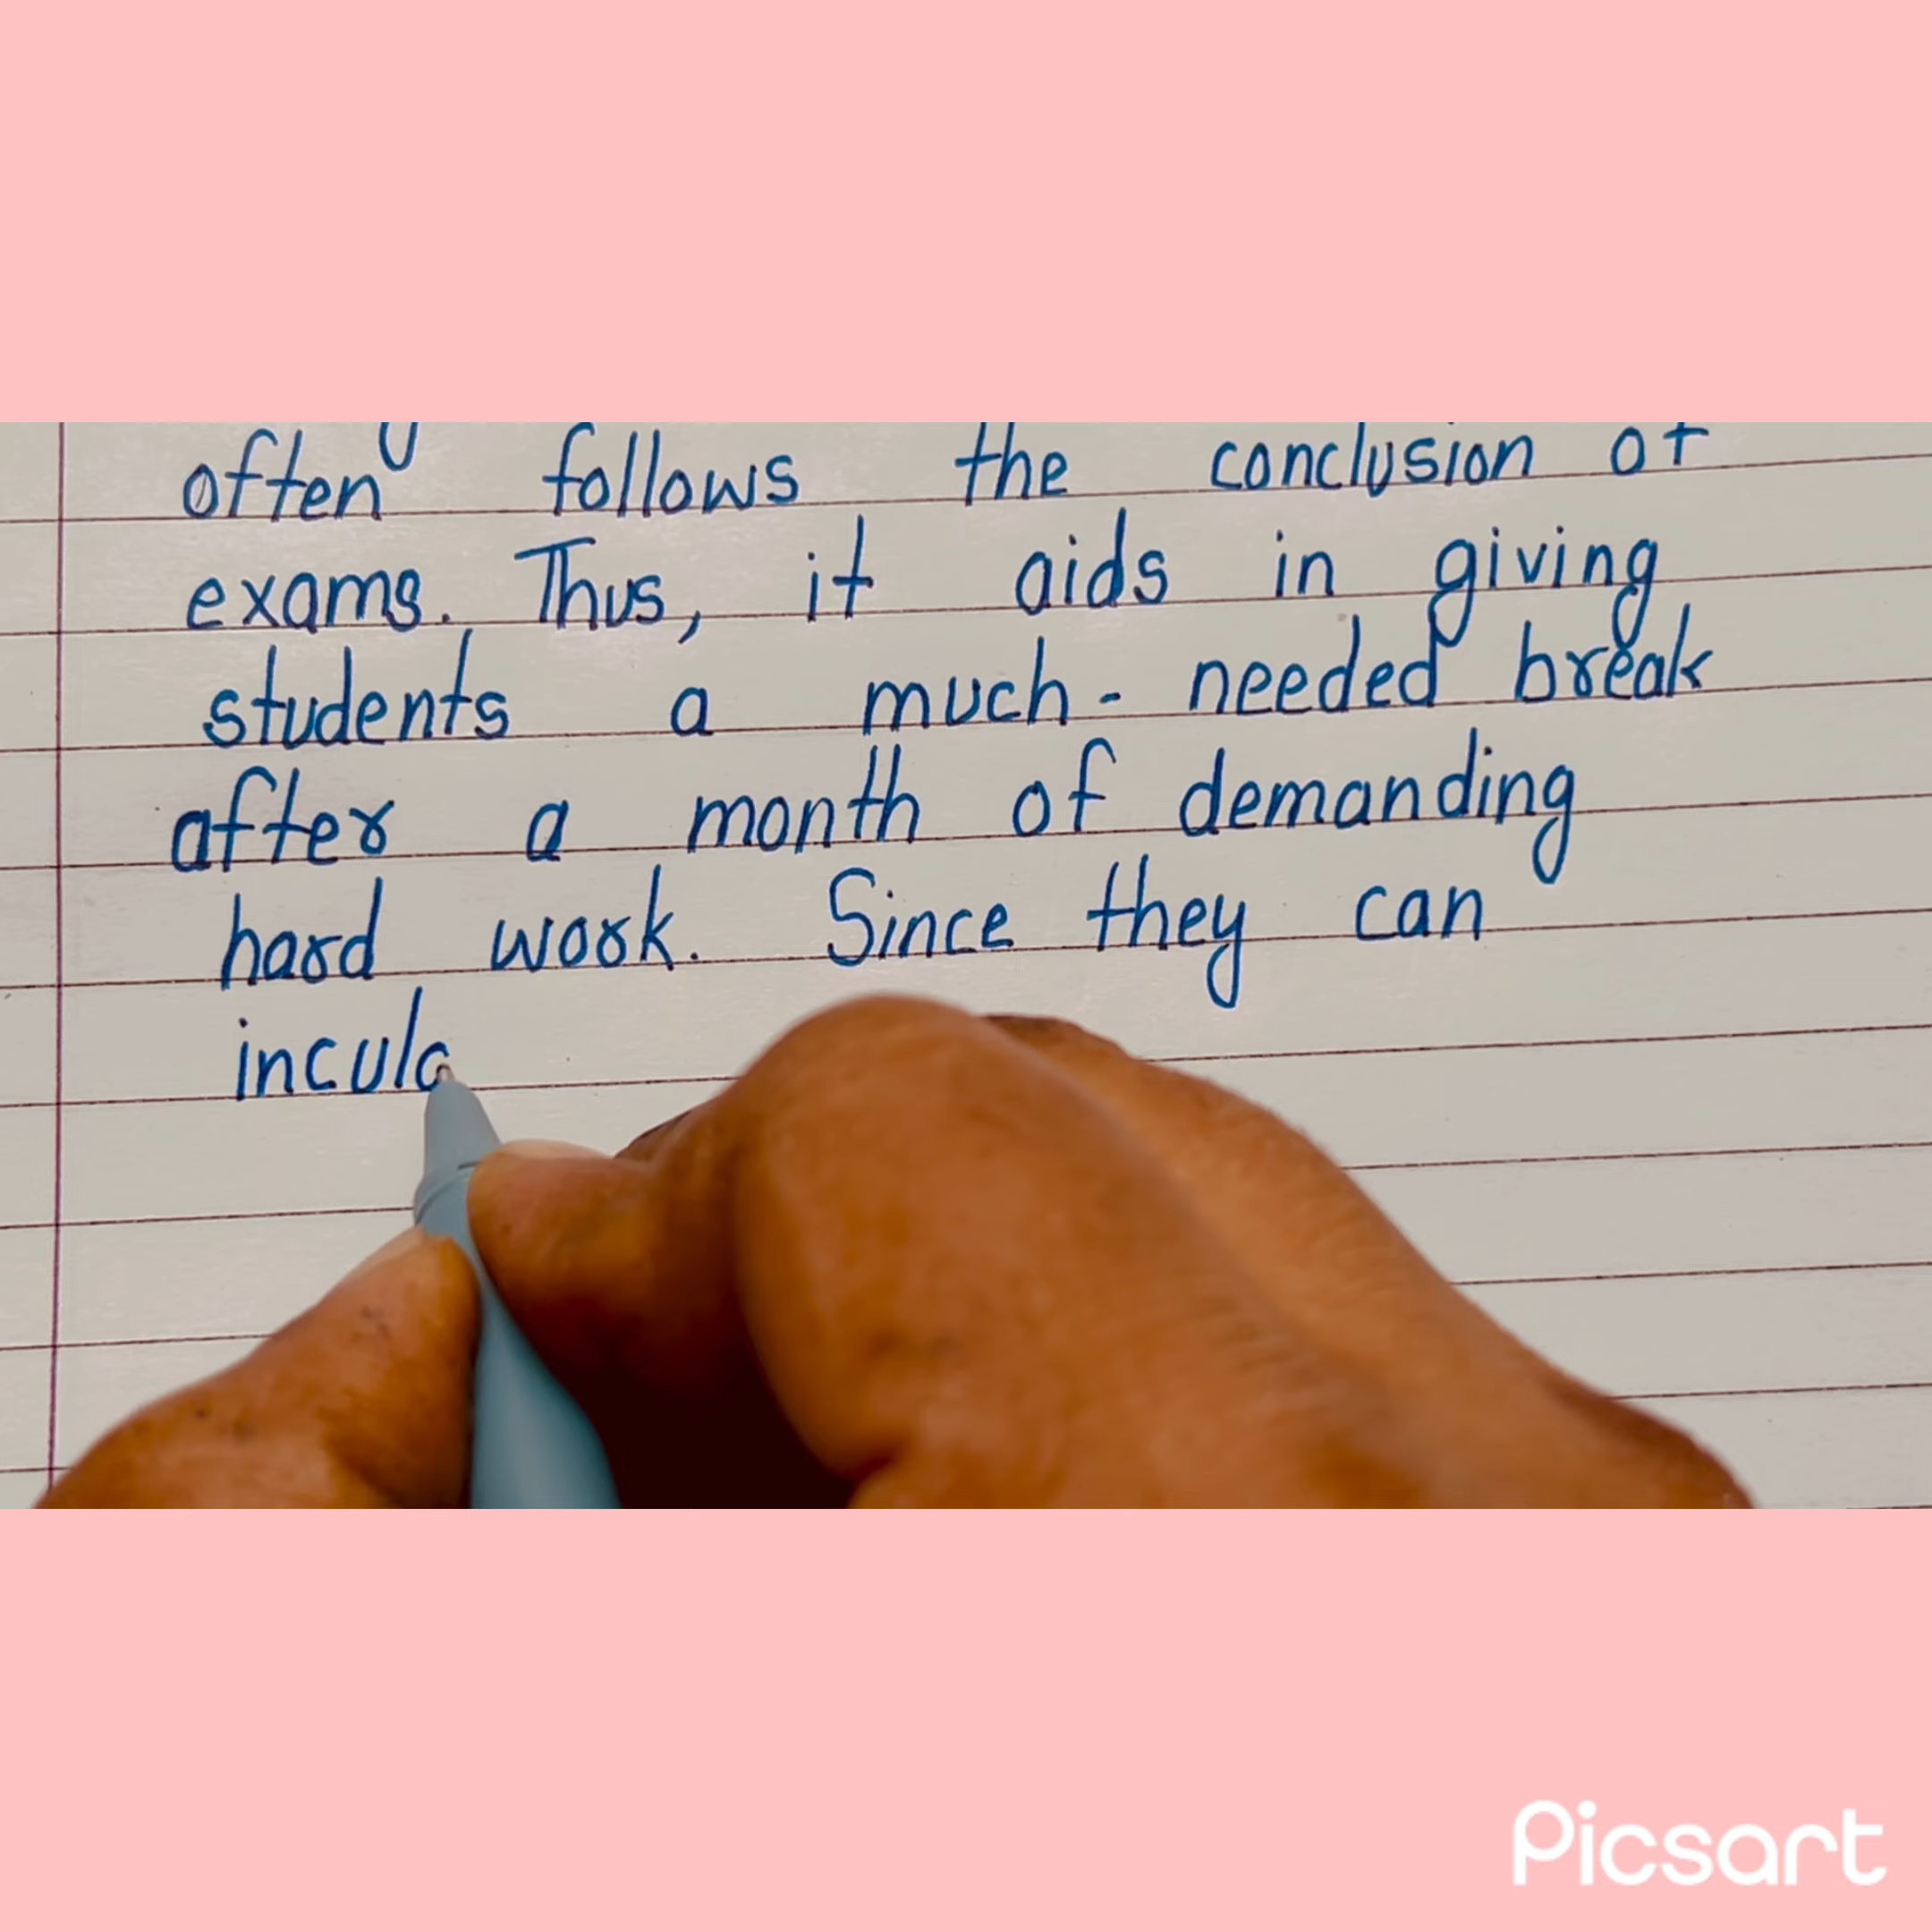 often follows the conclusion of
exams. Thus, it aids in giving
students a much-needed break
after a month of demanding
hard work. Since they can
inculc
Picsart